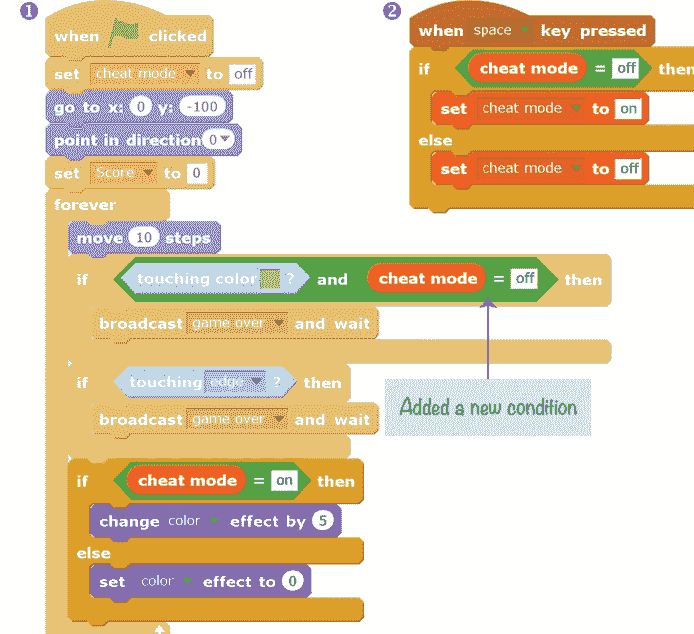 1
when clicked
set cheat mode to off
go to x: 0 y: -100
point in direction 0
set Score to 0
forever
move 10 steps
if touching color ? and cheat mode = off then
broadcast game over and wait
if touching edge ? then
broadcast game over and wait
if cheat mode = on then
change color effect by 5
else
set color effect to 0
Added a new condition
2
when space key pressed
if cheat mode = off then
set cheat mode to on
else
set cheat mode to off